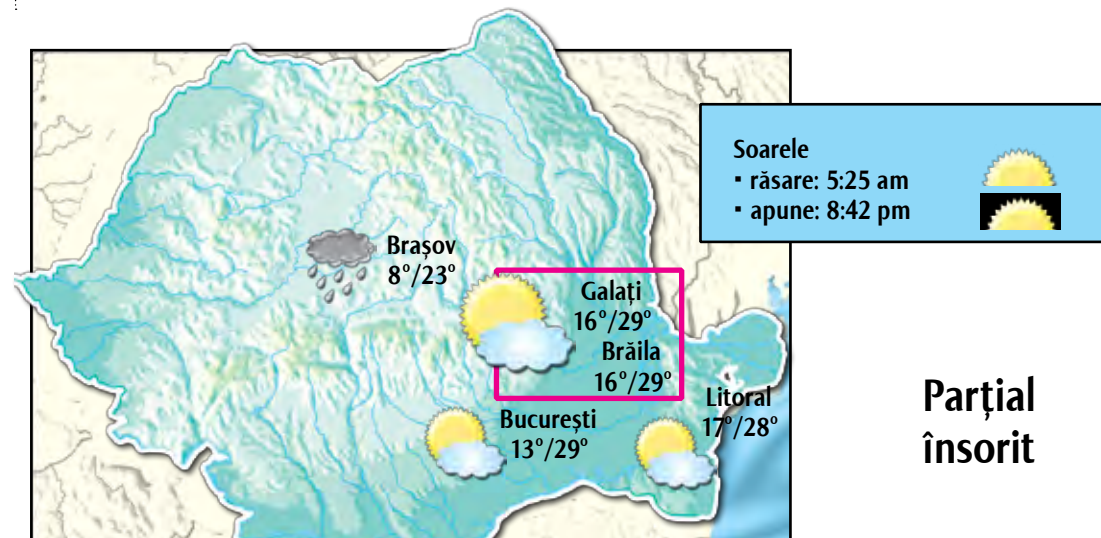 Soarele
▪ răsare: 5:25 am
▪ apune: 8:42 pm
Brașov
8°/23°
Galați
16°/29°
Brăila
16°/29°
Litoral
17°/28°
București
13°/29°
Parțial
însorit